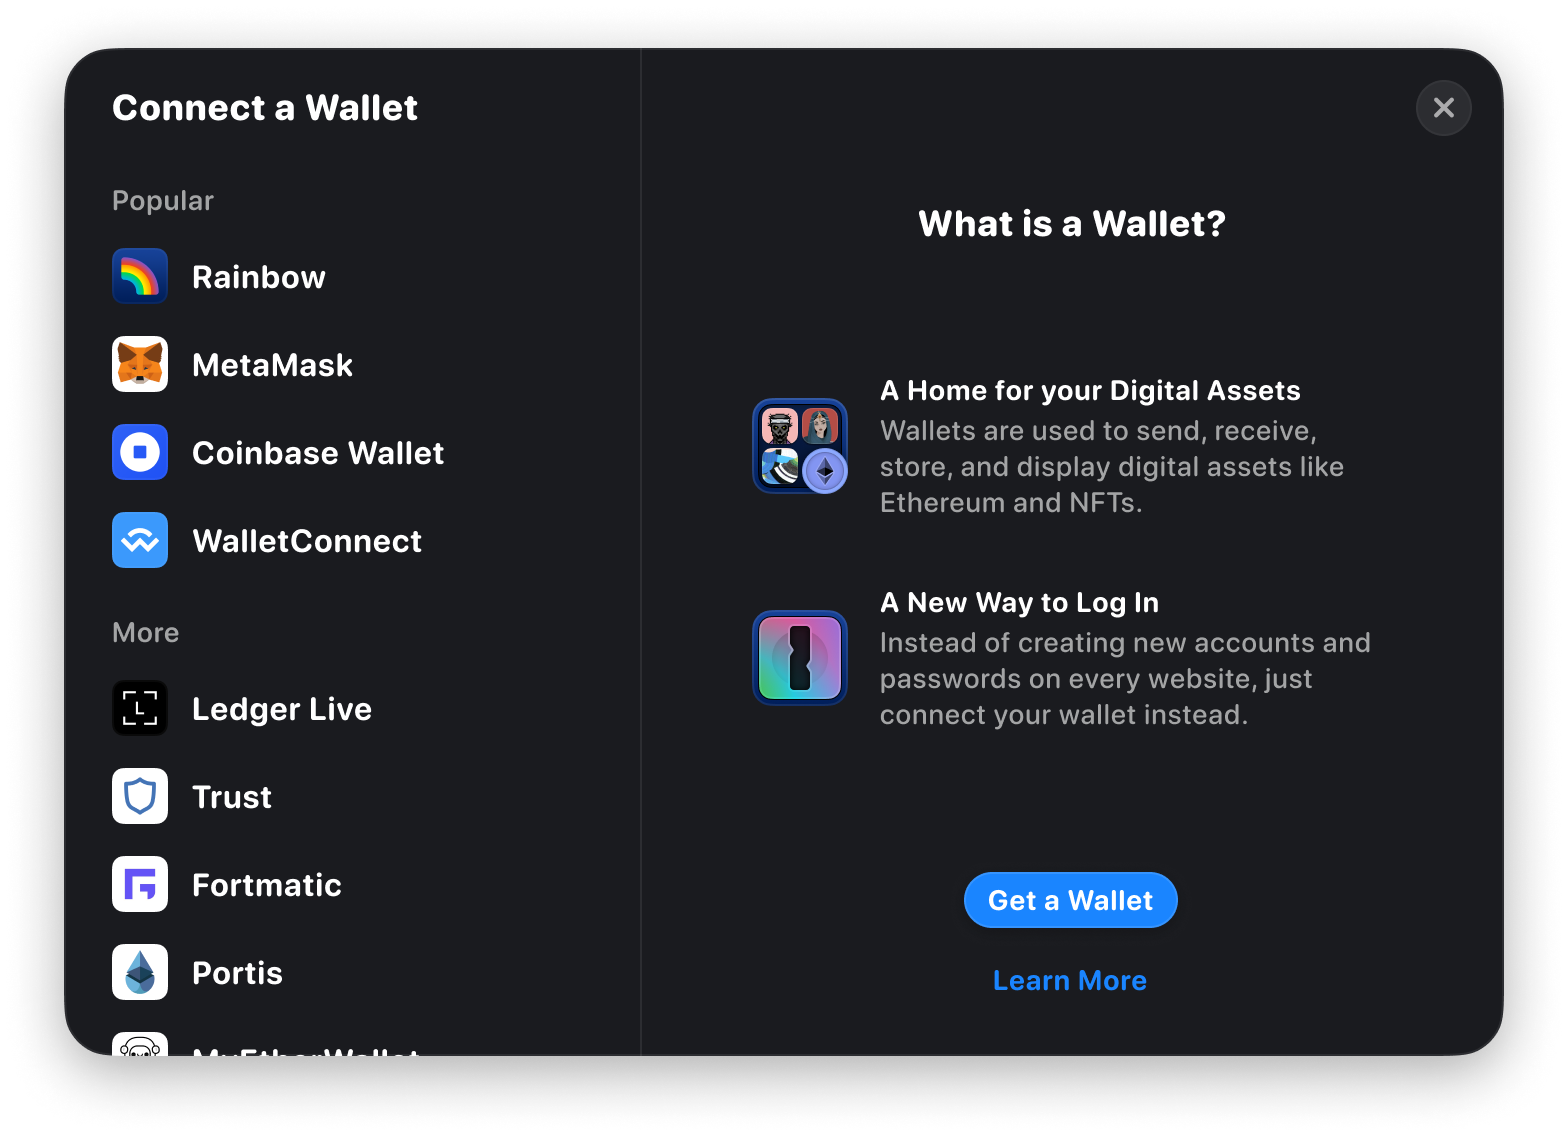 Connect a Wallet
Popular
Rainbow
MetaMask
Coinbase Wallet
WalletConnect
More
Ledger Live
Trust
Fortmatic
Portis
MyEtherWallet
What is a Wallet?
A Home for your Digital Assets
Wallets are used to send, receive,
store, and display digital assets like
Ethereum and NFTs.
A New Way to Log In
Instead of creating new accounts and
passwords on every website, just
connect your wallet instead.
Get a Wallet
Learn More